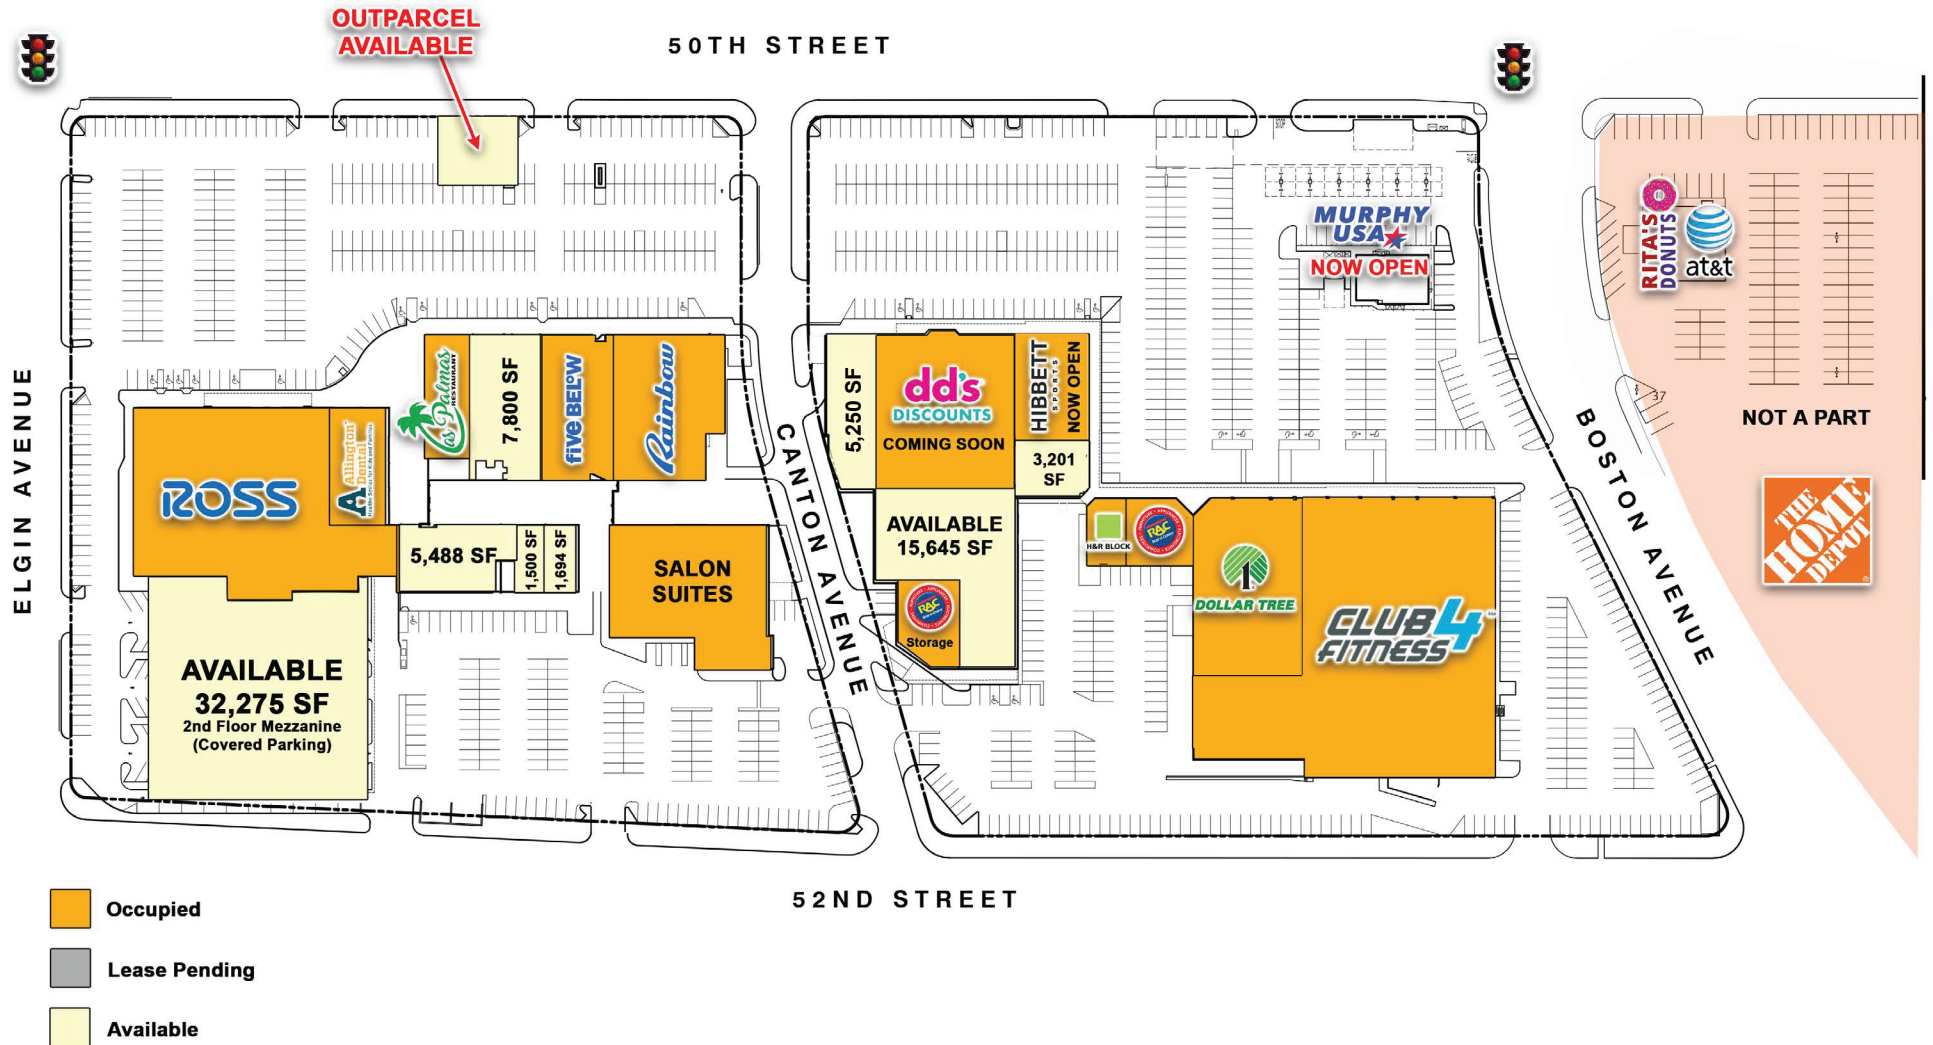 OUTPARCEL
AVAILABLE
50TH STREET
ELGIN AVENUE
CANTON AVENUE
BOSTON AVENUE
52ND STREET
ROSS
Allington
Dental
Las Palmas
RESTAURANT
7,800 SF
five BELOW
Rainbow
5,488 SF
1,500 SF
1,694 SF
SALON
SUITES
AVAILABLE
32,275 SF
2nd Floor Mezzanine
(Covered Parking)
5,250 SF
dd's
DISCOUNTS
COMING SOON
HIBBETT
SPORTS
NOW OPEN
3,201
SF
AVAILABLE
15,645 SF
RAC
Storage
H&R BLOCK
RAC
DOLLAR TREE
CLUB 4
FITNESS
MURPHY
USA
NOW OPEN
RITA'S
DONUTS
at&t
37
NOT A PART
THE
HOME
DEPOT
Occupied
Lease Pending
Available